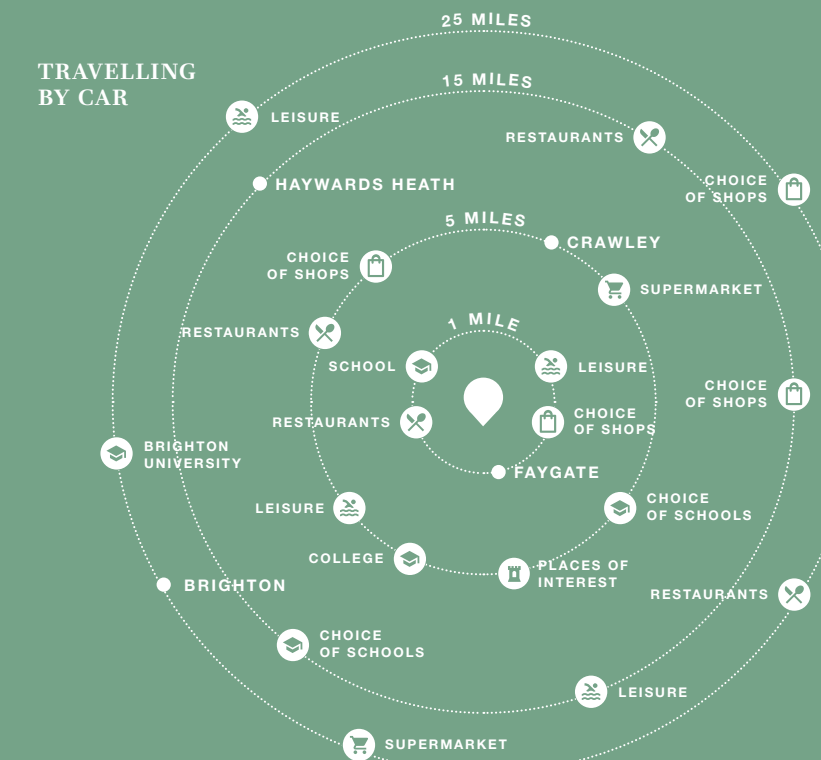 25 MILES
TRAVELLING
BY CAR
15 MILES
LEISURE
RESTAURANTS
CHOICE
OF SHOPS
HAYWARDS HEATH
5 MILES
CRAWLEY
CHOICE
OF SHOPS
SUPERMARKET
1 MILE
RESTAURANTS
SCHOOL
LEISURE
CHOICE
OF SHOPS
RESTAURANTS
CHOICE
OF SHOPS
BRIGHTON
UNIVERSITY
FAYGATE
LEISURE
CHOICE
OF SCHOOLS
COLLEGE
PLACES OF
INTEREST
BRIGHTON
RESTAURANTS
CHOICE
OF SCHOOLS
LEISURE
SUPERMARKET